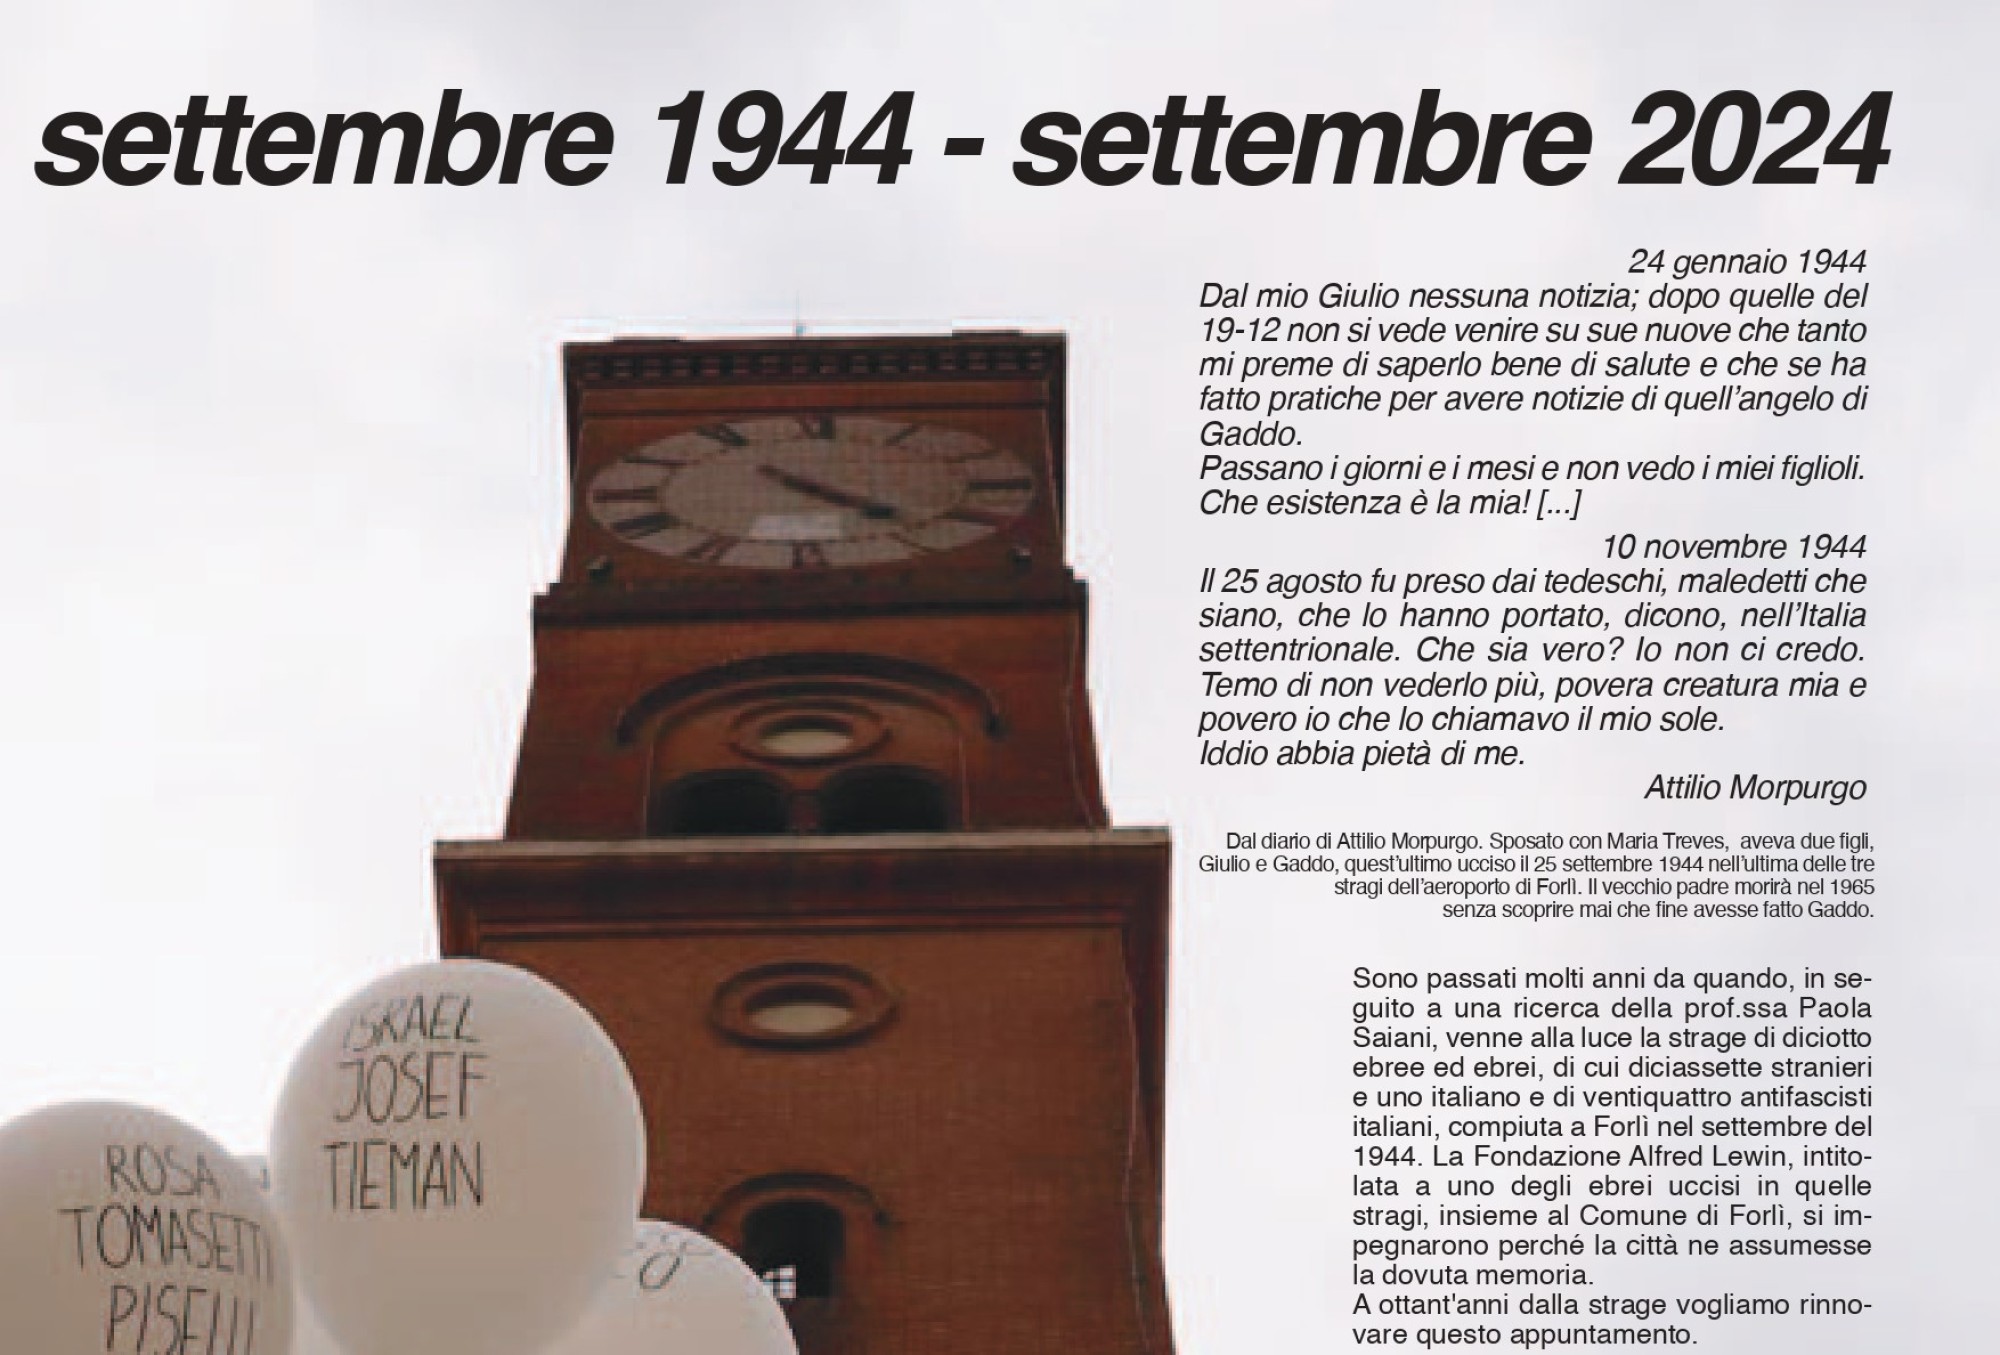 settembre 1944 - settembre 2024
24 gennaio 1944
Dal mio Giulio nessuna notizia; dopo quelle del
19-12 non si vede venire su sue nuove che tanto
mi preme di saperlo bene di salute e che se ha
fatto pratiche per avere notizie di quell'angelo di
Gaddo.
Passano i giorni e i mesi e non vedo i miei figlioli.
Che esistenza è la mia! [...]
10 novembre 1944
Il 25 agosto fu preso dai tedeschi, maledetti che
siano, che lo hanno portato, dicono, nell'Italia
settentrionale. Che sia vero? Io non ci credo.
Temo di non vederlo più, povera creatura mia e
povero io che lo chiamavo il mio sole.
Iddio abbia pietà di me.
Attilio Morpurgo
Dal diario di Attilio Morpurgo. Sposato con Maria Treves, aveva due figli,
Giulio e Gaddo, quest'ultimo ucciso il 25 settembre 1944 nell'ultima delle tre
stragi dell'aeroporto di Forlì. Il vecchio padre morirà nel 1965
senza scoprire mai che fine avesse fatto Gaddo.
Sono passati molti anni da quando, in se-
guito a una ricerca della prof.ssa Paola
Saiani, venne alla luce la strage di diciotto
ebree ed ebrei, di cui diciassette stranieri
e uno italiano e di ventiquattro antifascisti
italiani, compiuta a Forlì nel settembre del
1944. La Fondazione Alfred Lewin, intito-
lata a uno degli ebrei uccisi in quelle
stragi, insieme al Comune di Forlì, si im-
pegnarono perché la città ne assumesse
la dovuta memoria.
A ottant'anni dalla strage vogliamo rinno-
vare questo appuntamento.
ISRAEL
JOSEF
TIEMAN
ROSA
TOMASETTI
PISELLI